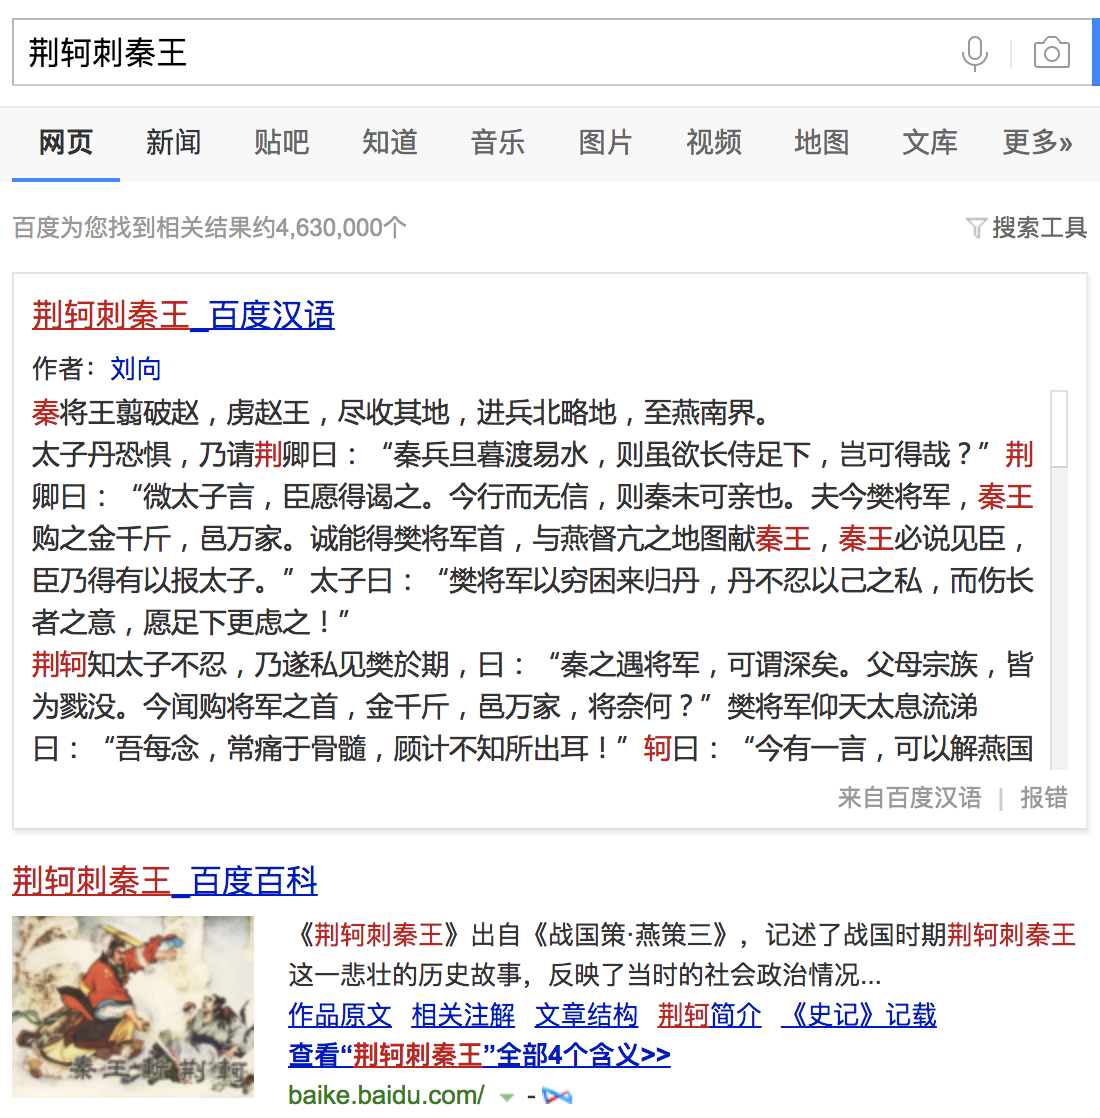 荆轲刺秦王
网页 新闻 贴吧 知道 音乐 图片 视频 地图 文库 更多»
百度为您找到相关结果约4,630,000个 搜索工具
荆轲刺秦王_百度汉语
作者：刘向
秦将王翦破赵，虏赵王，尽收其地，进兵北略地，至燕南界。
太子丹恐惧，乃请荆卿曰：“秦兵旦暮渡易水，则虽欲长侍足下，岂可得哉？”荆
卿曰：“微太子言，臣愿得谒之。今行而无信，则秦未可亲也。夫今樊将军，秦王
购之金千斤，邑万家。诚能得樊将军首，与燕督亢之地图献秦王，秦王必说见臣，
臣乃得有以报太子。”太子曰：“樊将军以穷困来归丹，丹不忍以己之私，而伤长
者之意，愿足下更虑之！”
荆轲知太子不忍，乃遂私见樊於期，曰：“秦之遇将军，可谓深矣。父母宗族，皆
为戮没。今闻购将军之首，金千斤，邑万家，将奈何？”樊将军仰天太息流涕
曰：“吾每念，常痛于骨髓，顾计不知所出耳！”轲曰：“今有一言，可以解燕国
来自百度汉语 | 报错
荆轲刺秦王_百度百科
《荆轲刺秦王》出自《战国策·燕策三》，记述了战国时期荆轲刺秦王
这一悲壮的历史故事，反映了当时的社会政治情况...
作品原文 相关注解 文章结构 荆轲简介 《史记》记载
查看“荆轲刺秦王”全部4个含义>>
秦王斩荆轲
baike.baidu.com/ -